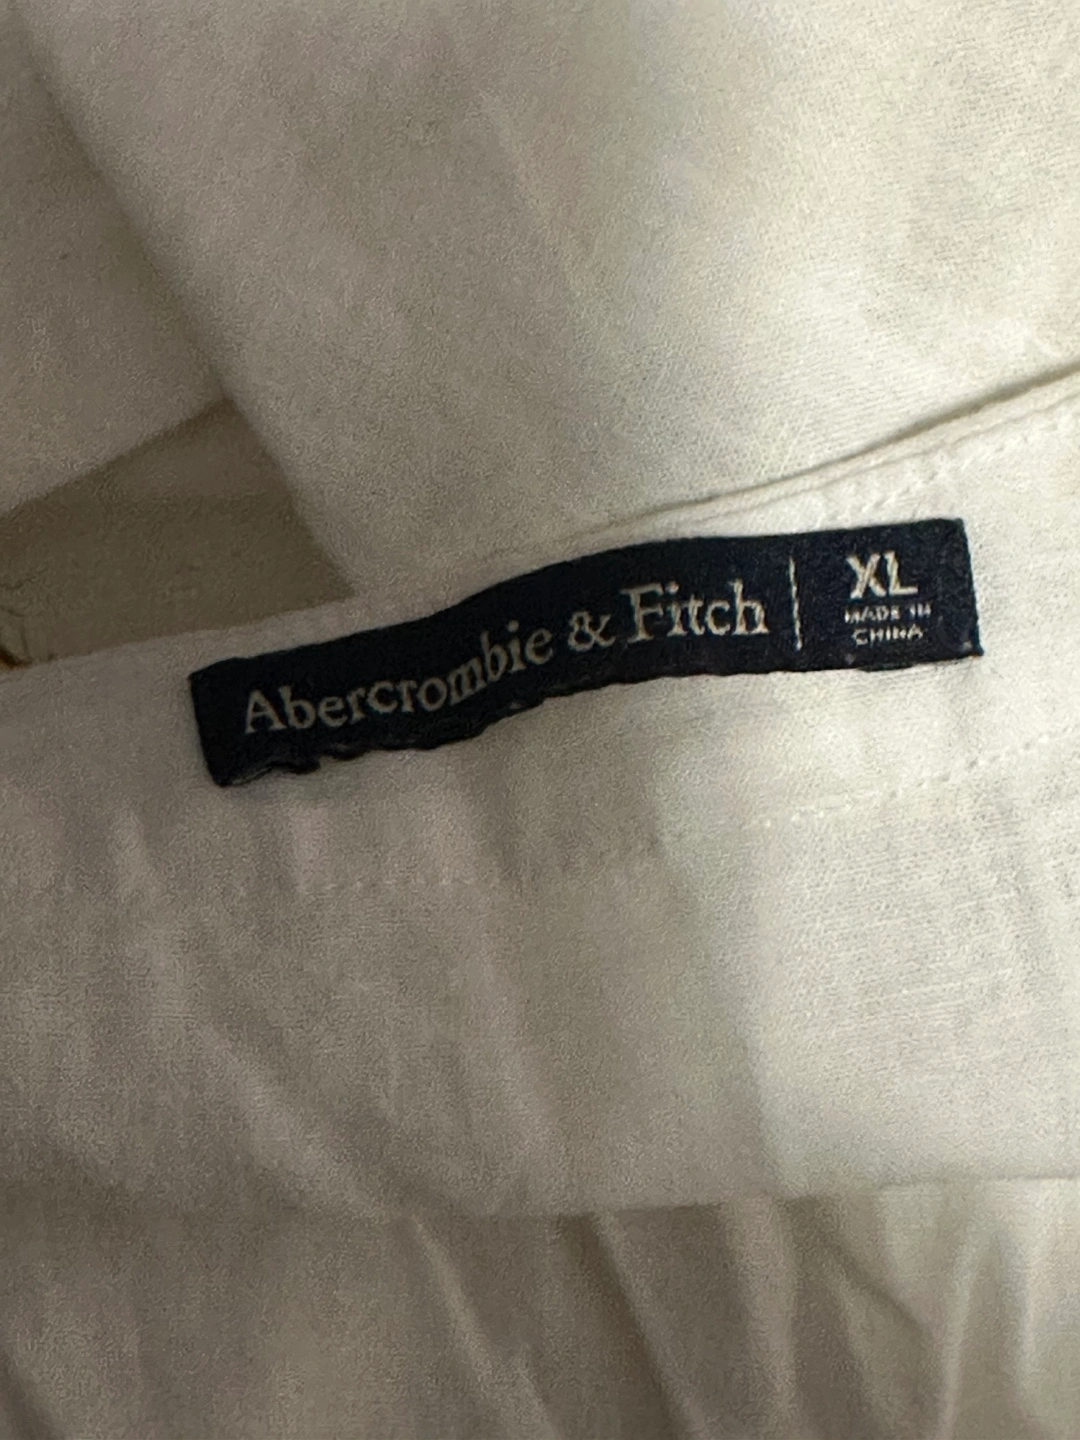 Abercrombie & Fitch
XL
MADE IN
CHINA